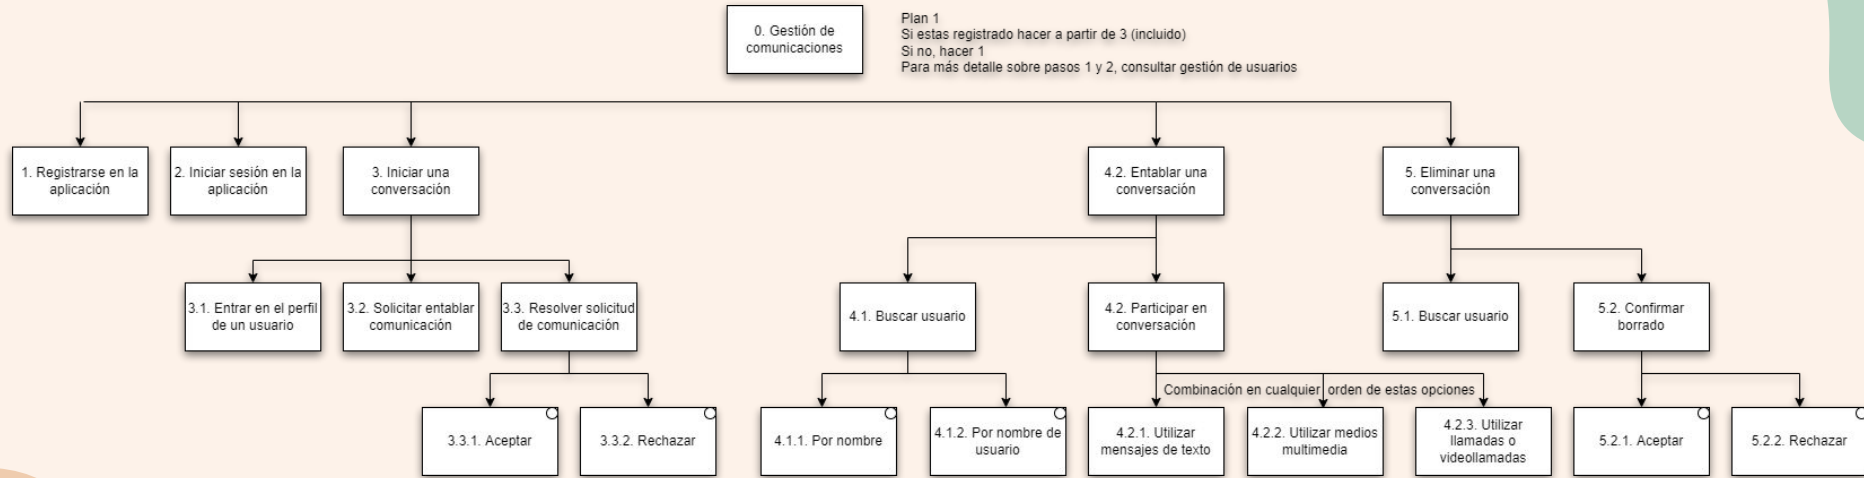 0. Gestión de
comunicaciones
Plan 1
Si estas registrado hacer a partir de 3 (incluido)
Si no, hacer 1
Para más detalle sobre pasos 1 y 2, consultar gestión de usuarios
1. Registrarse en la
aplicación
2. Iniciar sesión en la
aplicación
3. Iniciar una
conversación
4.2. Entablar una
conversación
5. Eliminar una
conversación
3.1. Entrar en el perfil
de un usuario
3.2. Solicitar entablar
comunicación
3.3. Resolver solicitud
de comunicación
4.1. Buscar usuario
4.2. Participar en
conversación
5.1. Buscar usuario
5.2. Confirmar
borrado
Combinación en cualquier orden de estas opciones
3.3.1. Aceptar
3.3.2. Rechazar
4.1.1. Por nombre
4.1.2. Por nombre de
usuario
4.2.1. Utilizar
mensajes de texto
4.2.2. Utilizar medios
multimedia
4.2.3. Utilizar
llamadas o
videollamadas
5.2.1. Aceptar
5.2.2. Rechazar